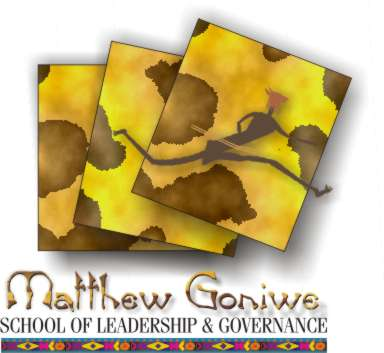 Matthew Goniwe
SCHOOL OF LEADERSHIP & GOVERNANCE